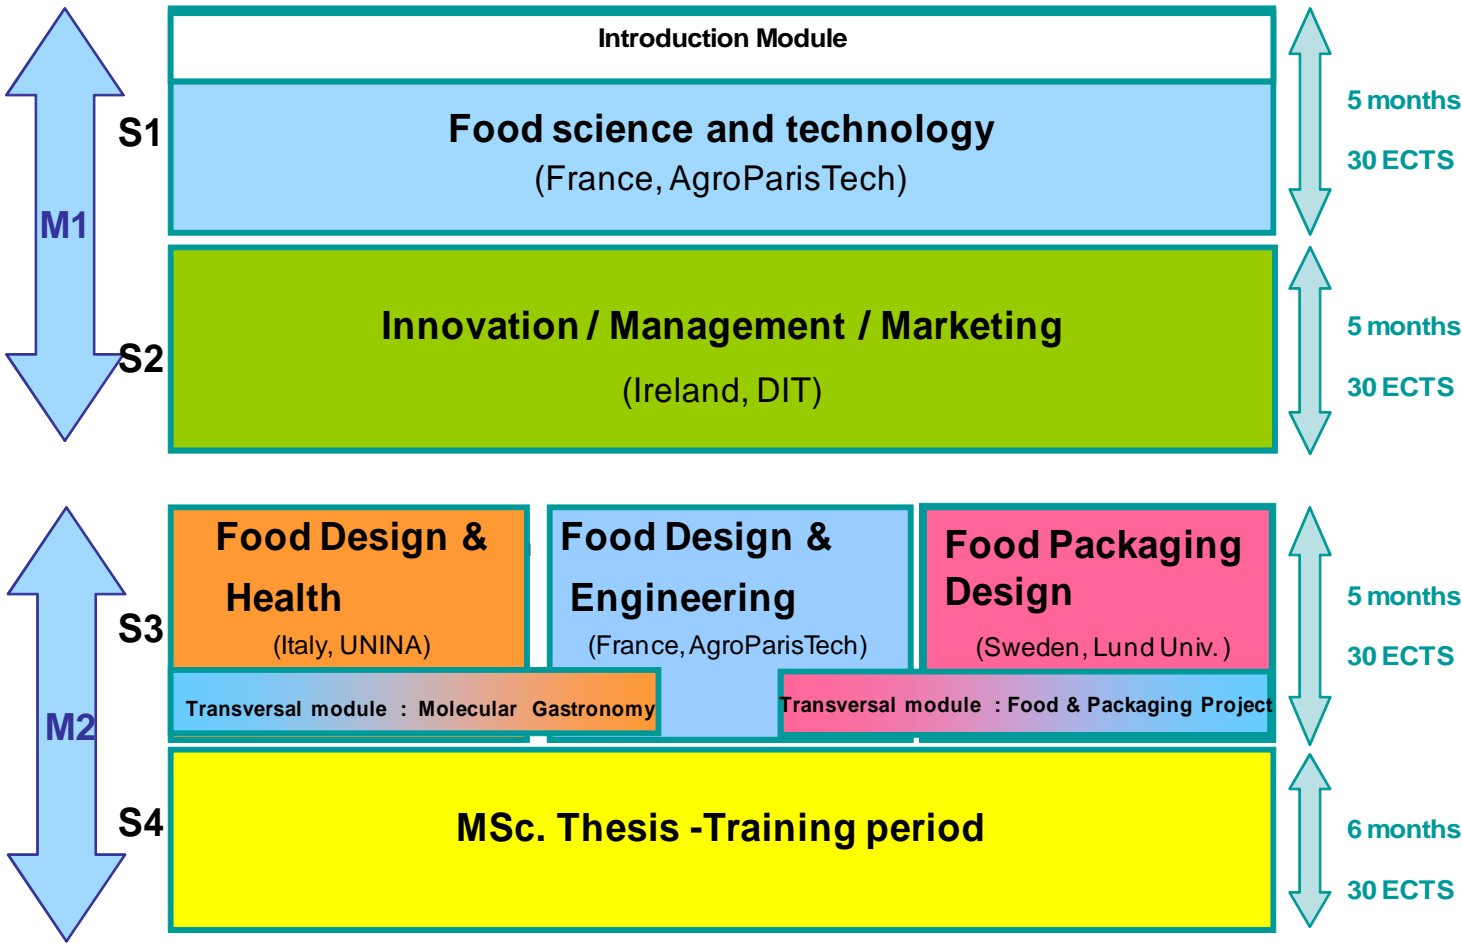 Introduction Module
S1
Food science and technology
(France, AgroParisTech)
5 months
30 ECTS
M1
S2
Innovation / Management / Marketing
(Ireland, DIT)
5 months
30 ECTS
M2
S3
Food Design &
Health
(Italy, UNINA)
Food Design &
Engineering
(France, AgroParisTech)
Food Packaging
Design
(Sweden, Lund Univ.)
5 months
30 ECTS
Transversal module : Molecular Gastronomy
Transversal module : Food & Packaging Project
S4
MSc. Thesis -Training period
6 months
30 ECTS